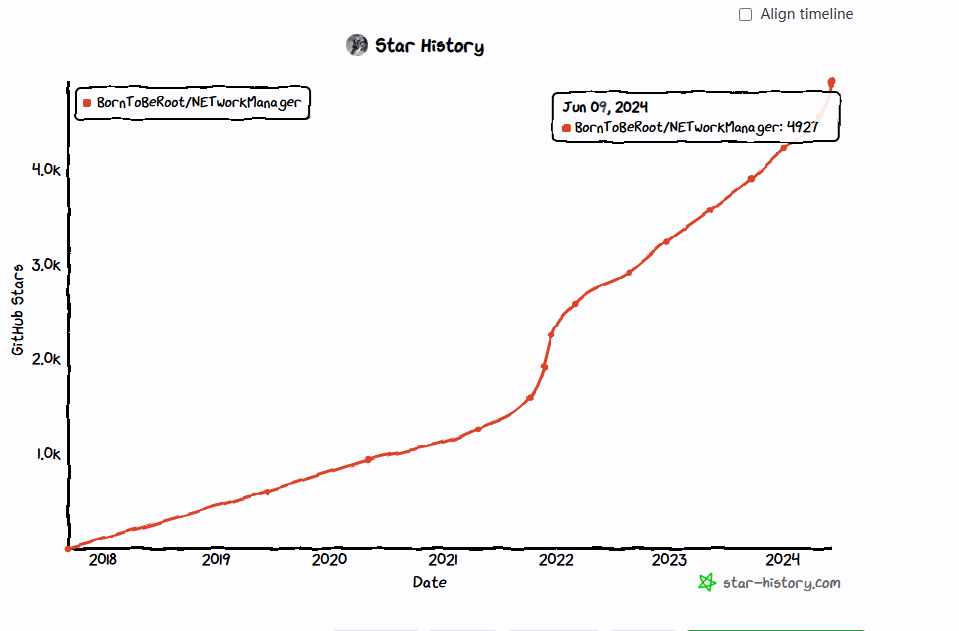 Align timeline
Star History
BornToBeRoot/NETworkManager
Jun 09, 2024
BornToBeRoot/NETworkManager: 4927
4.0k
3.0k
2.0k
1.0k
GitHub Stars
2018 2019 2020 2021 2022 2023 2024
Date
star-history.com